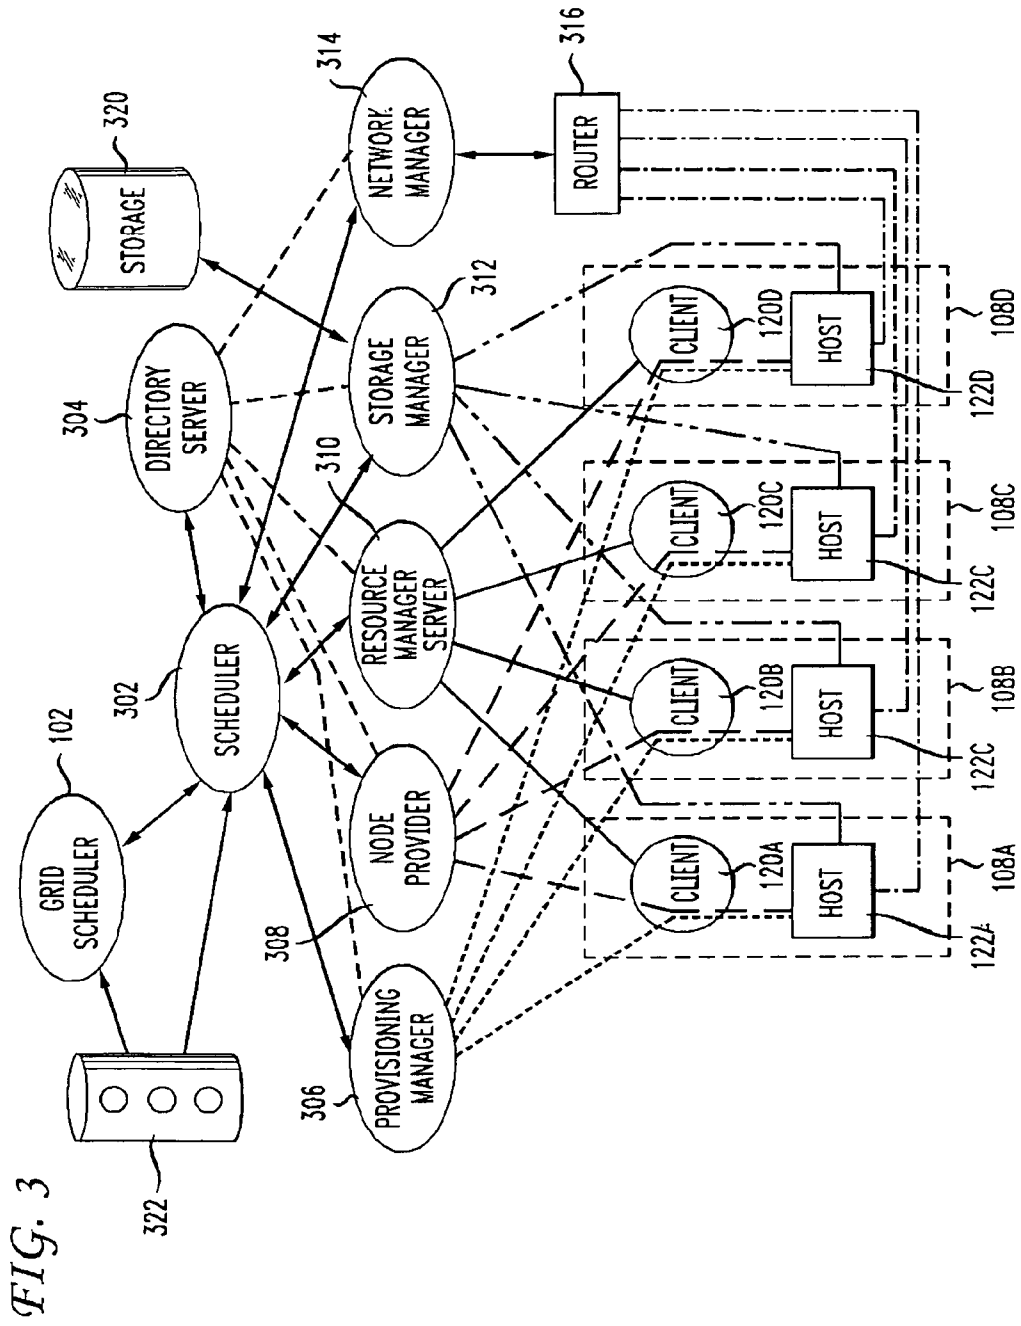 FIG. 3
322
GRID
SCHEDULER
102
SCHEDULER
302
DIRECTORY
SERVER
304
STORAGE
320
PROVISIONING
MANAGER
306
NODE
PROVIDER
308
RESOURCE
MANAGER
SERVER
310
STORAGE
MANAGER
312
NETWORK.
MANAGER
314
ROUTER
316
CLIENT
120A
HOST
122A
108A
CLIENT
120B
HOST
122C
108B
CLIENT
120C
HOST
122C
108C
CLIENT
120D
HOST
122D
108D